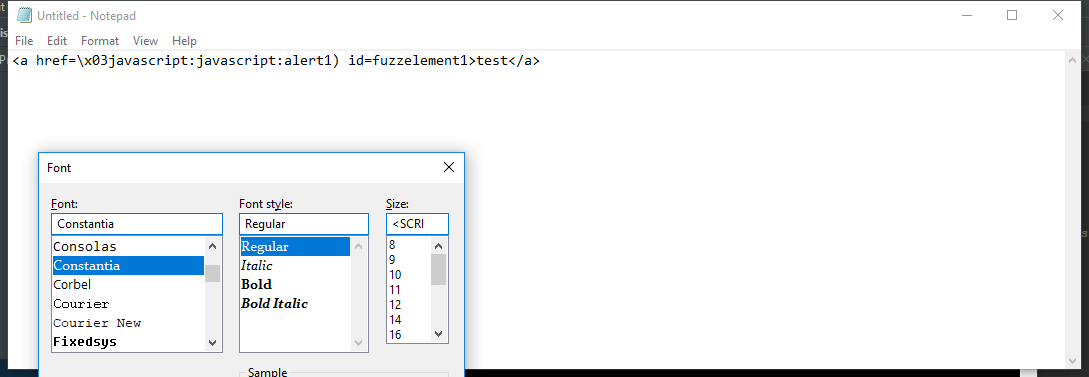 Untitled - Notepad
File Edit Format View Help
<a href=\x03javascript:javascript:alert1) id=fuzzelement1>test</a>
Font
Font: Font style: Size:
Constantia Regular <SCRI
Consolas Regular 8
Constantia Italic 9
Corbel Bold 10
Courier Bold Italic 11
Courier New 12
Fixedsys 14
16
Sample